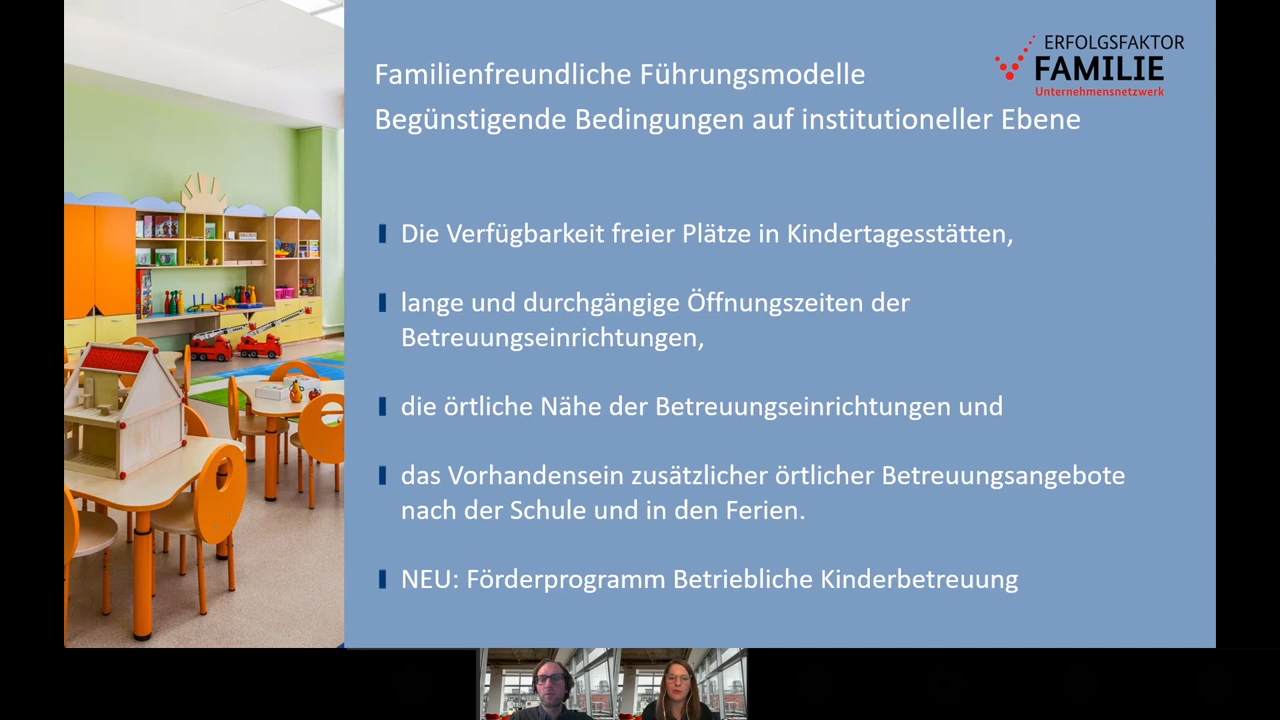 ERFOLGSFAKTOR
FAMILIE
Unternehmensnetzwerk
Familienfreundliche Führungsmodelle
Begünstigende Bedingungen auf institutioneller Ebene
Die Verfügbarkeit freier Plätze in Kindertagesstätten,
lange und durchgängige Öffnungszeiten der
Betreuungseinrichtungen,
die örtliche Nähe der Betreuungseinrichtungen und
das Vorhandensein zusätzlicher örtlicher Betreuungsangebote
nach der Schule und in den Ferien.
NEU: Förderprogramm Betriebliche Kinderbetreuung